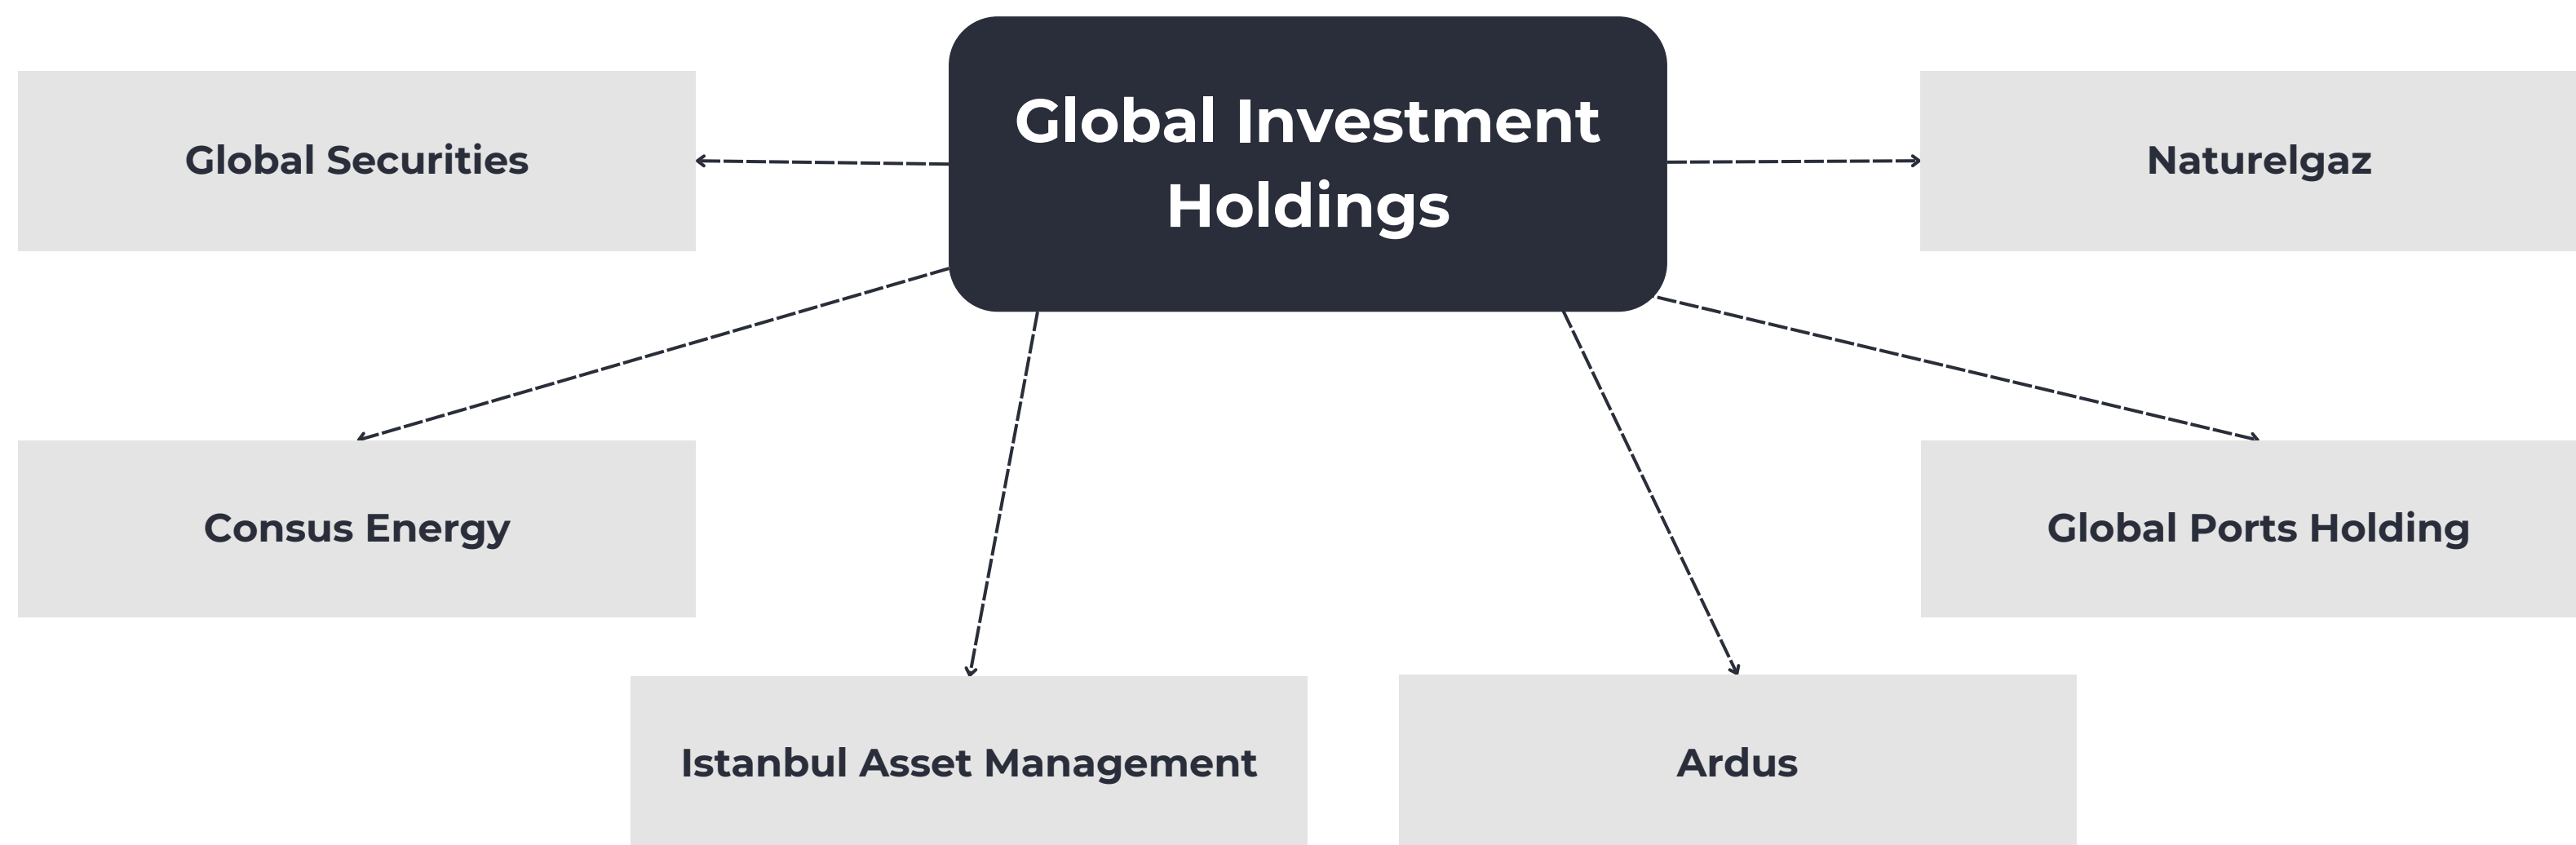 Global Investment
Holdings
Global Securities
Naturelgaz
Consus Energy
Global Ports Holding
Istanbul Asset Management
Ardus